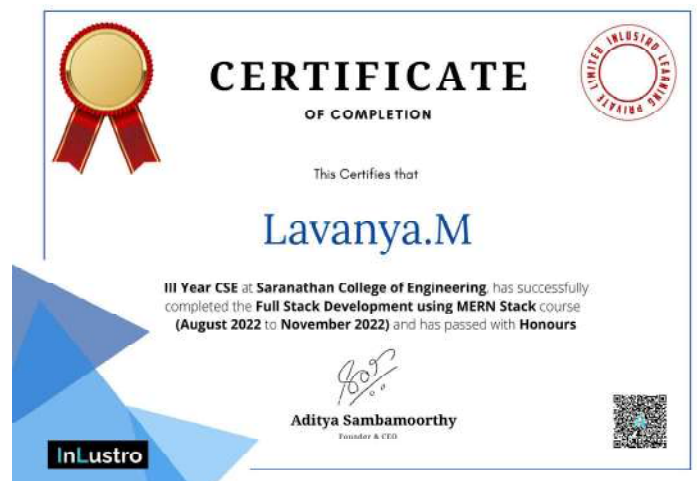 CERTIFICATE
OF COMPLETION
INLUSTRO LEARNING PRIVATE LIMITED
This Certifies that
Lavanya.M
III Year CSE at Saranathan College of Engineering, has successfully
completed the Full Stack Development using MERN Stack course
(August 2022 to November 2022) and has passed with Honours
Aditya Sambamoorthy
Founder & CEO
InLustro